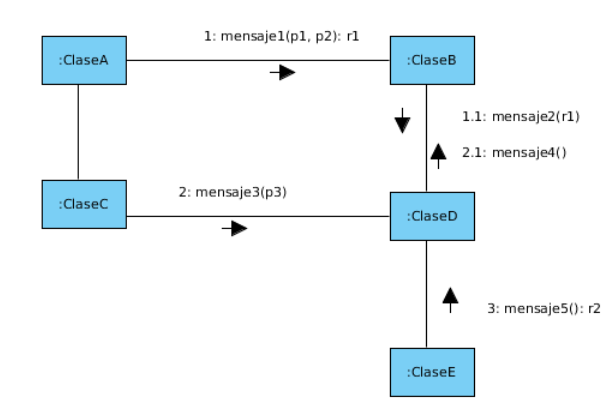 1: mensaje1(p1, p2): r1
:ClaseA
:ClaseB
1.1: mensaje2(r1)
2.1: mensaje4()
2: mensaje3(p3)
:ClaseC
:ClaseD
3: mensaje5(): r2
:ClaseE